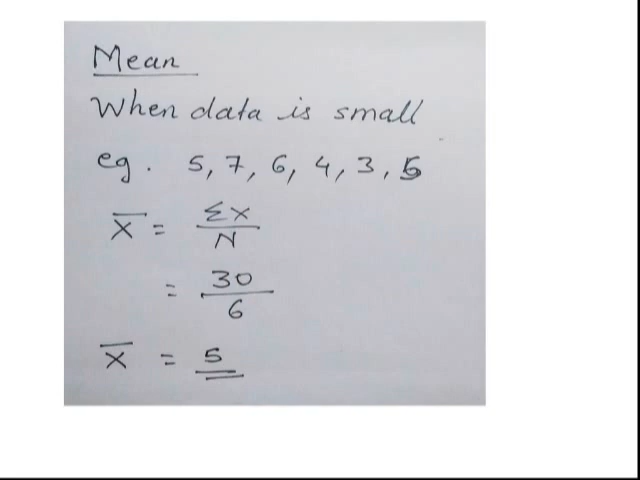 Mean
When data is small
eg. 5, 7, 6, 4, 3, 5
X̄ = ΣX/N
= 30/6
X̄ = 5